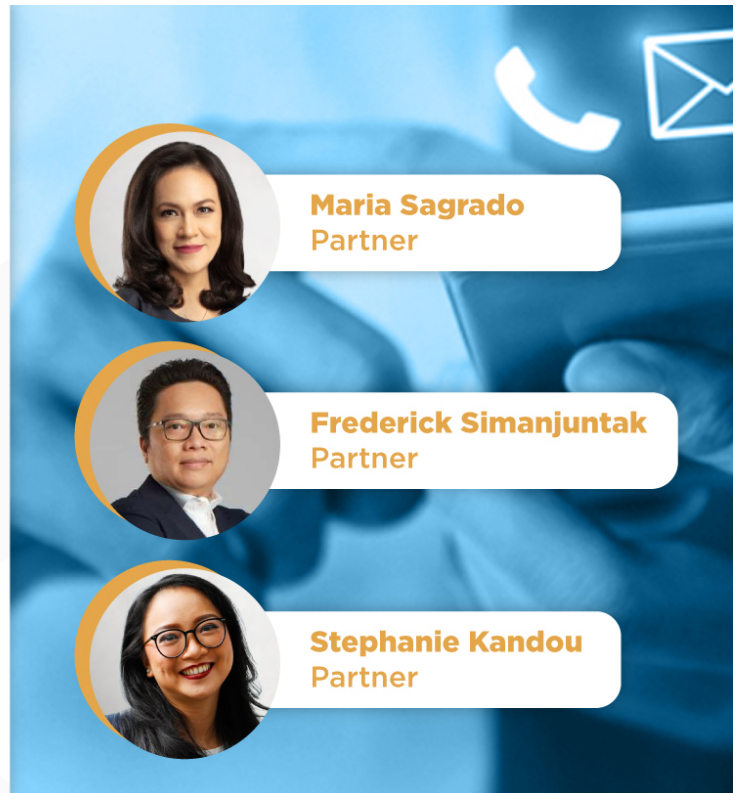 Maria Sagrado
Partner
Frederick Simanjuntak
Partner
Stephanie Kandou
Partner